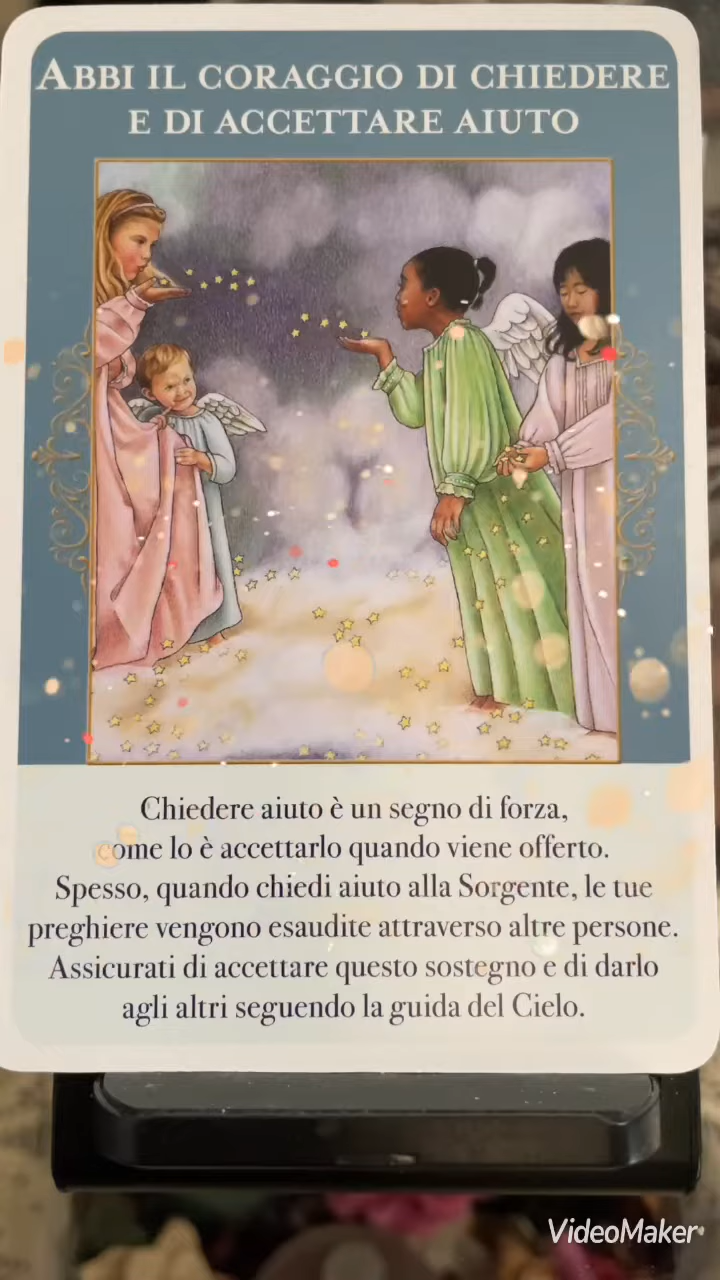 ABBI IL CORAGGIO DI CHIEDERE
E DI ACCETTARE AIUTO
Chiedere aiuto è un segno di forza,
come lo è accettarlo quando viene offerto.
Spesso, quando chiedi aiuto alla Sorgente, le tue
preghiere vengono esaudite attraverso altre persone.
Assicurati di accettare questo sostegno e di darlo
agli altri seguendo la guida del Cielo.
VideoMaker